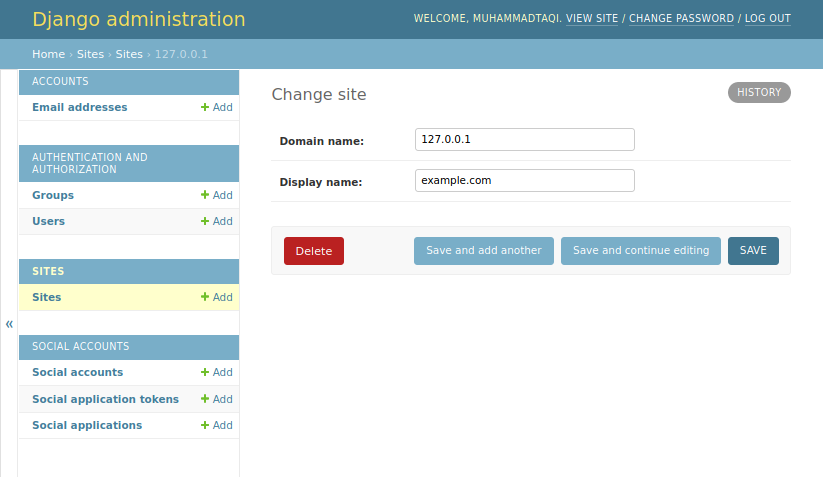 Django administration
WELCOME, MUHAMMADTAQI. VIEW SITE / CHANGE PASSWORD / LOG OUT
Home › Sites › Sites › 127.0.0.1
ACCOUNTS
Email addresses + Add
AUTHENTICATION AND
AUTHORIZATION
Groups + Add
Users + Add
SITES
Sites + Add
«
SOCIAL ACCOUNTS
Social accounts + Add
Social application tokens + Add
Social applications + Add
Change site
HISTORY
Domain name: 127.0.0.1
Display name: example.com
Delete Save and add another Save and continue editing SAVE